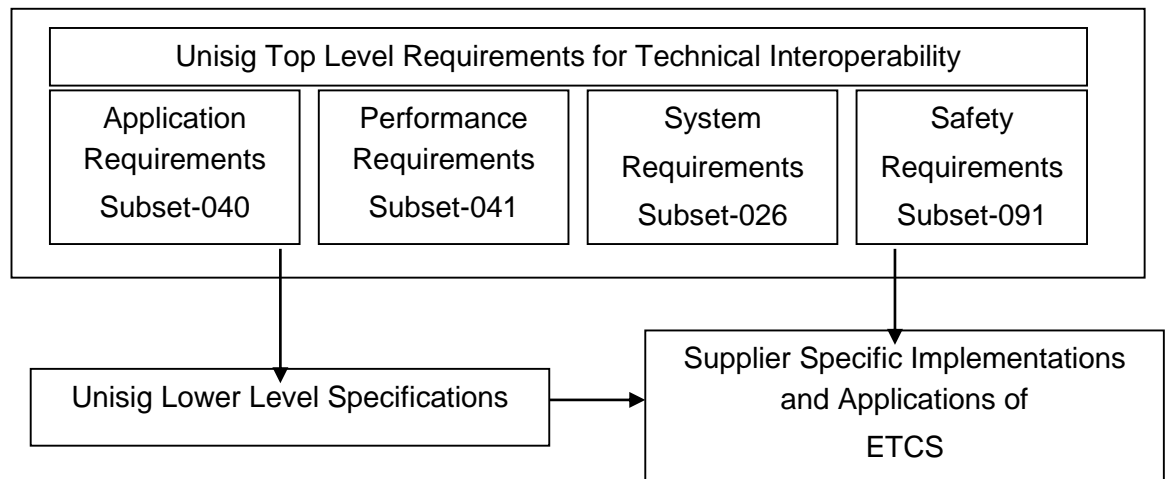 Unisig Top Level Requirements for Technical Interoperability
Application
Requirements
Subset-040
Performance
Requirements
Subset-041
System
Requirements
Subset-026
Safety
Requirements
Subset-091
Unisig Lower Level Specifications
Supplier Specific Implementations
and Applications of
ETCS